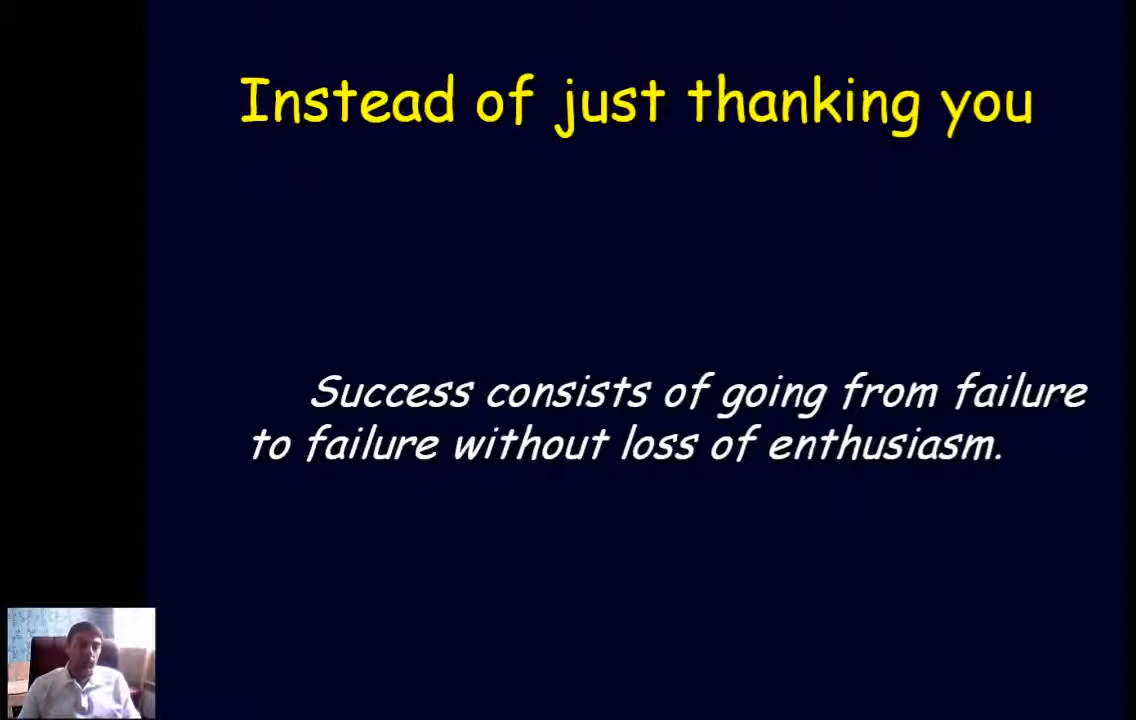 Instead of just thanking you
Success consists of going from failure
to failure without loss of enthusiasm.